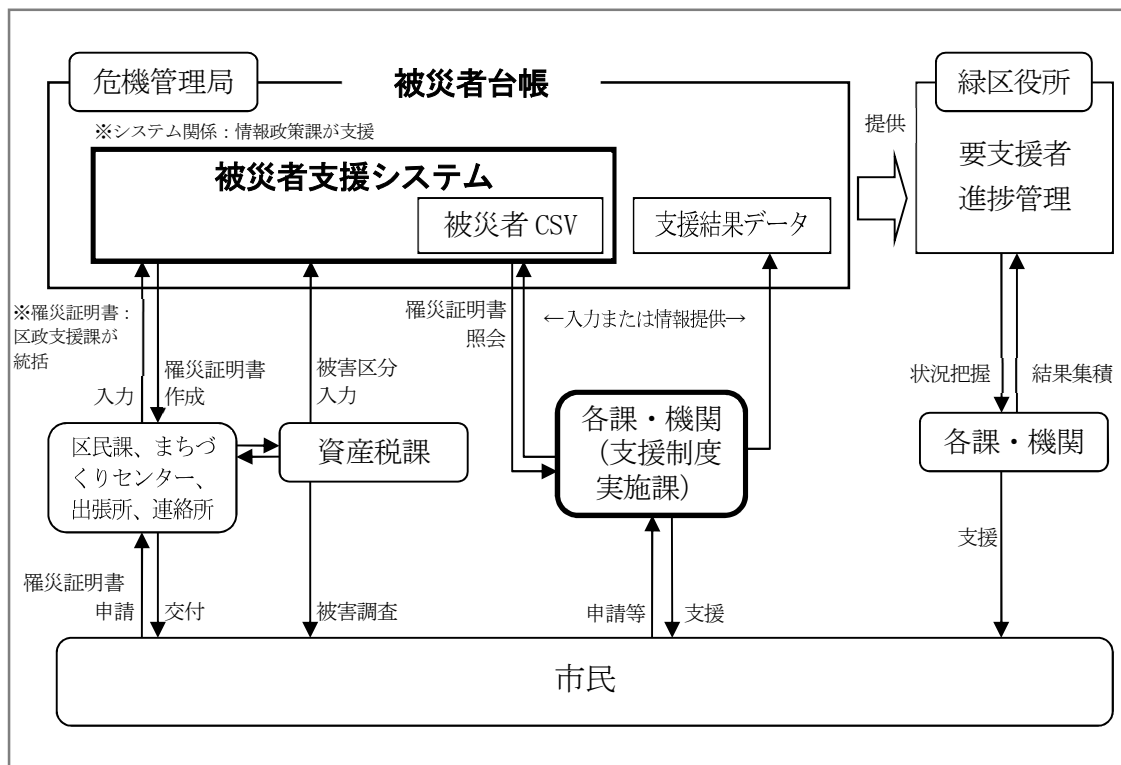 危機管理局
被災者台帳
緑区役所
※システム関係：情報政策課が支援
提供
要支援者
進捗管理
被災者支援システム
被災者 CSV
支援結果データ
※罹災証明書：
区政支援課が
統括
罹災証明書
照会
←入力または情報提供→
罹災証明書
作成
入力
被害区分
入力
状況把握
結果集積
区民課、まちづ
くりセンター、
出張所、連絡所
資産税課
各課・機関
（支援制度
実施課）
各課・機関
罹災証明書
申請
交付
被害調査
申請等
支援
支援
市民